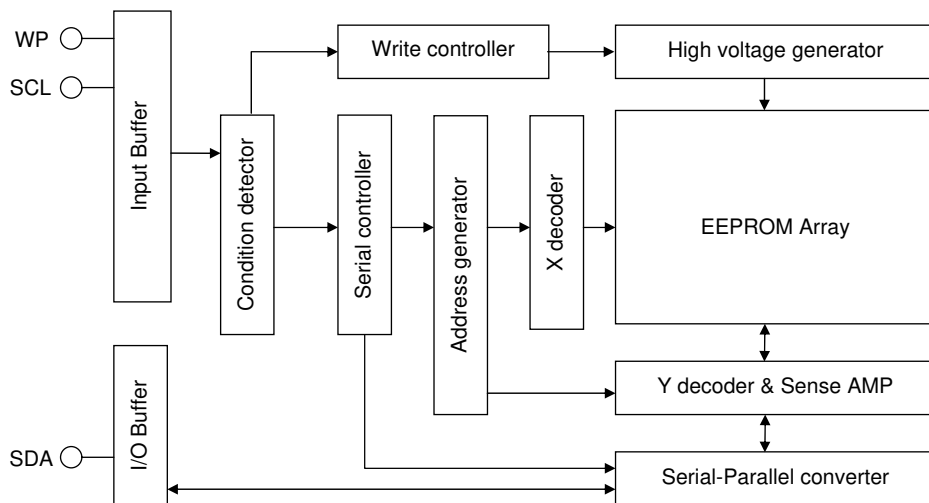 WP
SCL
Input Buffer
Condition detector
Write controller
High voltage generator
Serial controller
Address generator
X decoder
EEPROM Array
Y decoder & Sense AMP
SDA
I/O Buffer
Serial-Parallel converter